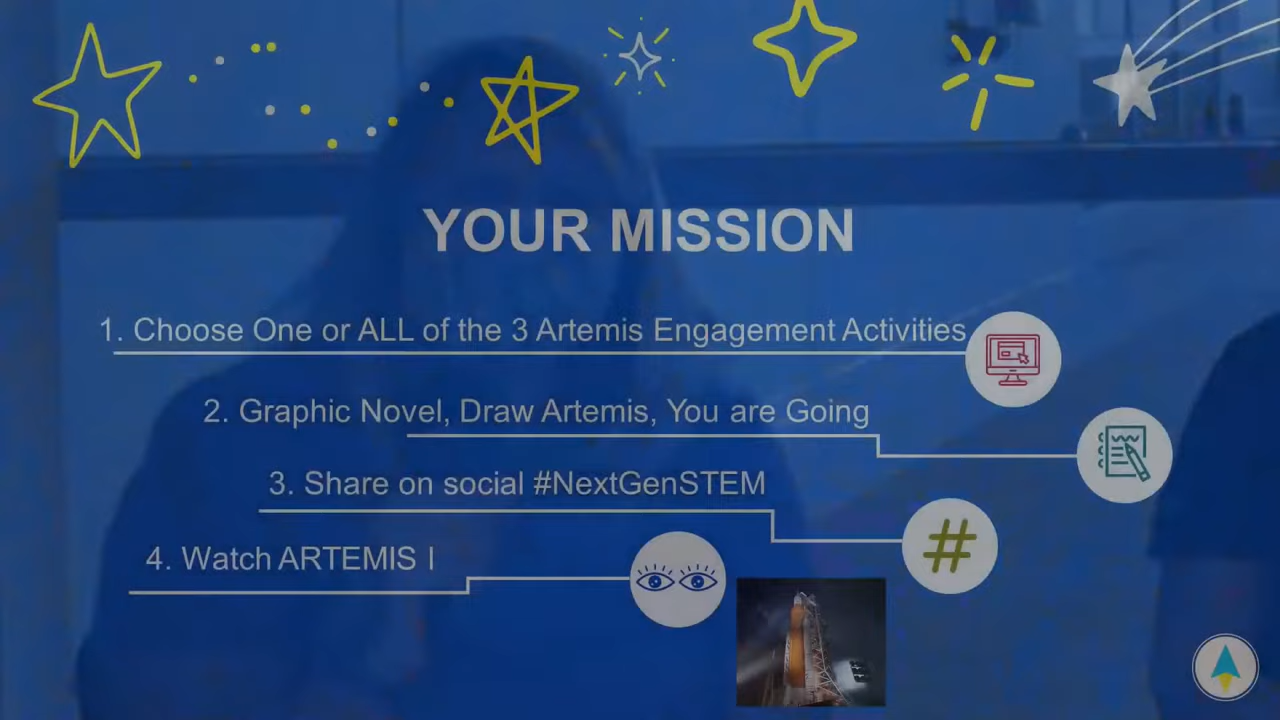 YOUR MISSION
1. Choose One or ALL of the 3 Artemis Engagement Activities
2. Graphic Novel, Draw Artemis, You are Going
3. Share on social #NextGenSTEM
#
4. Watch ARTEMIS I